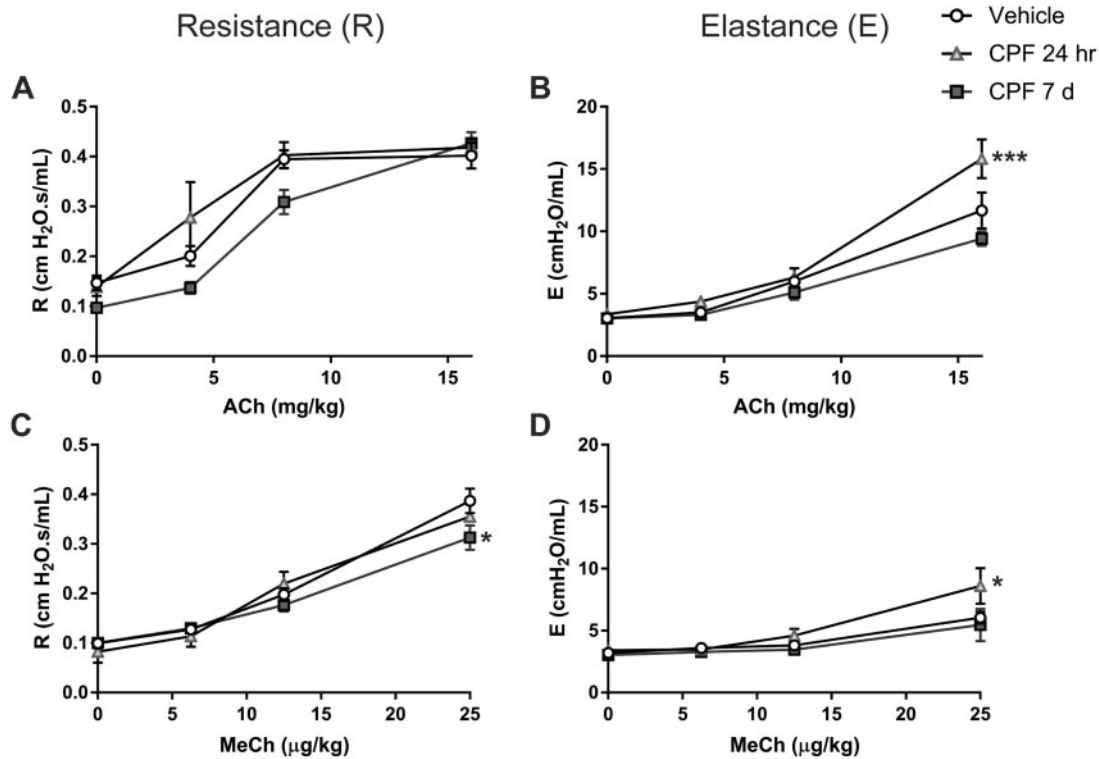 Resistance (R)
Elastance (E)
Vehicle
CPF 24 hr
CPF 7 d
A
0.5
0.4
0.3
0.2
0.1
0.0
R (cm H₂O.s/mL)
0 5 10 15
ACh (mg/kg)
B
20
15
10
5
0
E (cmH₂O/mL)
***
0 5 10 15
ACh (mg/kg)
C
0.5
0.4
0.3
0.2
0.1
0.0
R (cm H₂O.s/mL)
*
0 5 10 15 20 25
MeCh (μg/kg)
D
20
15
10
5
0
E (cmH₂O/mL)
*
0 5 10 15 20 25
MeCh (μg/kg)